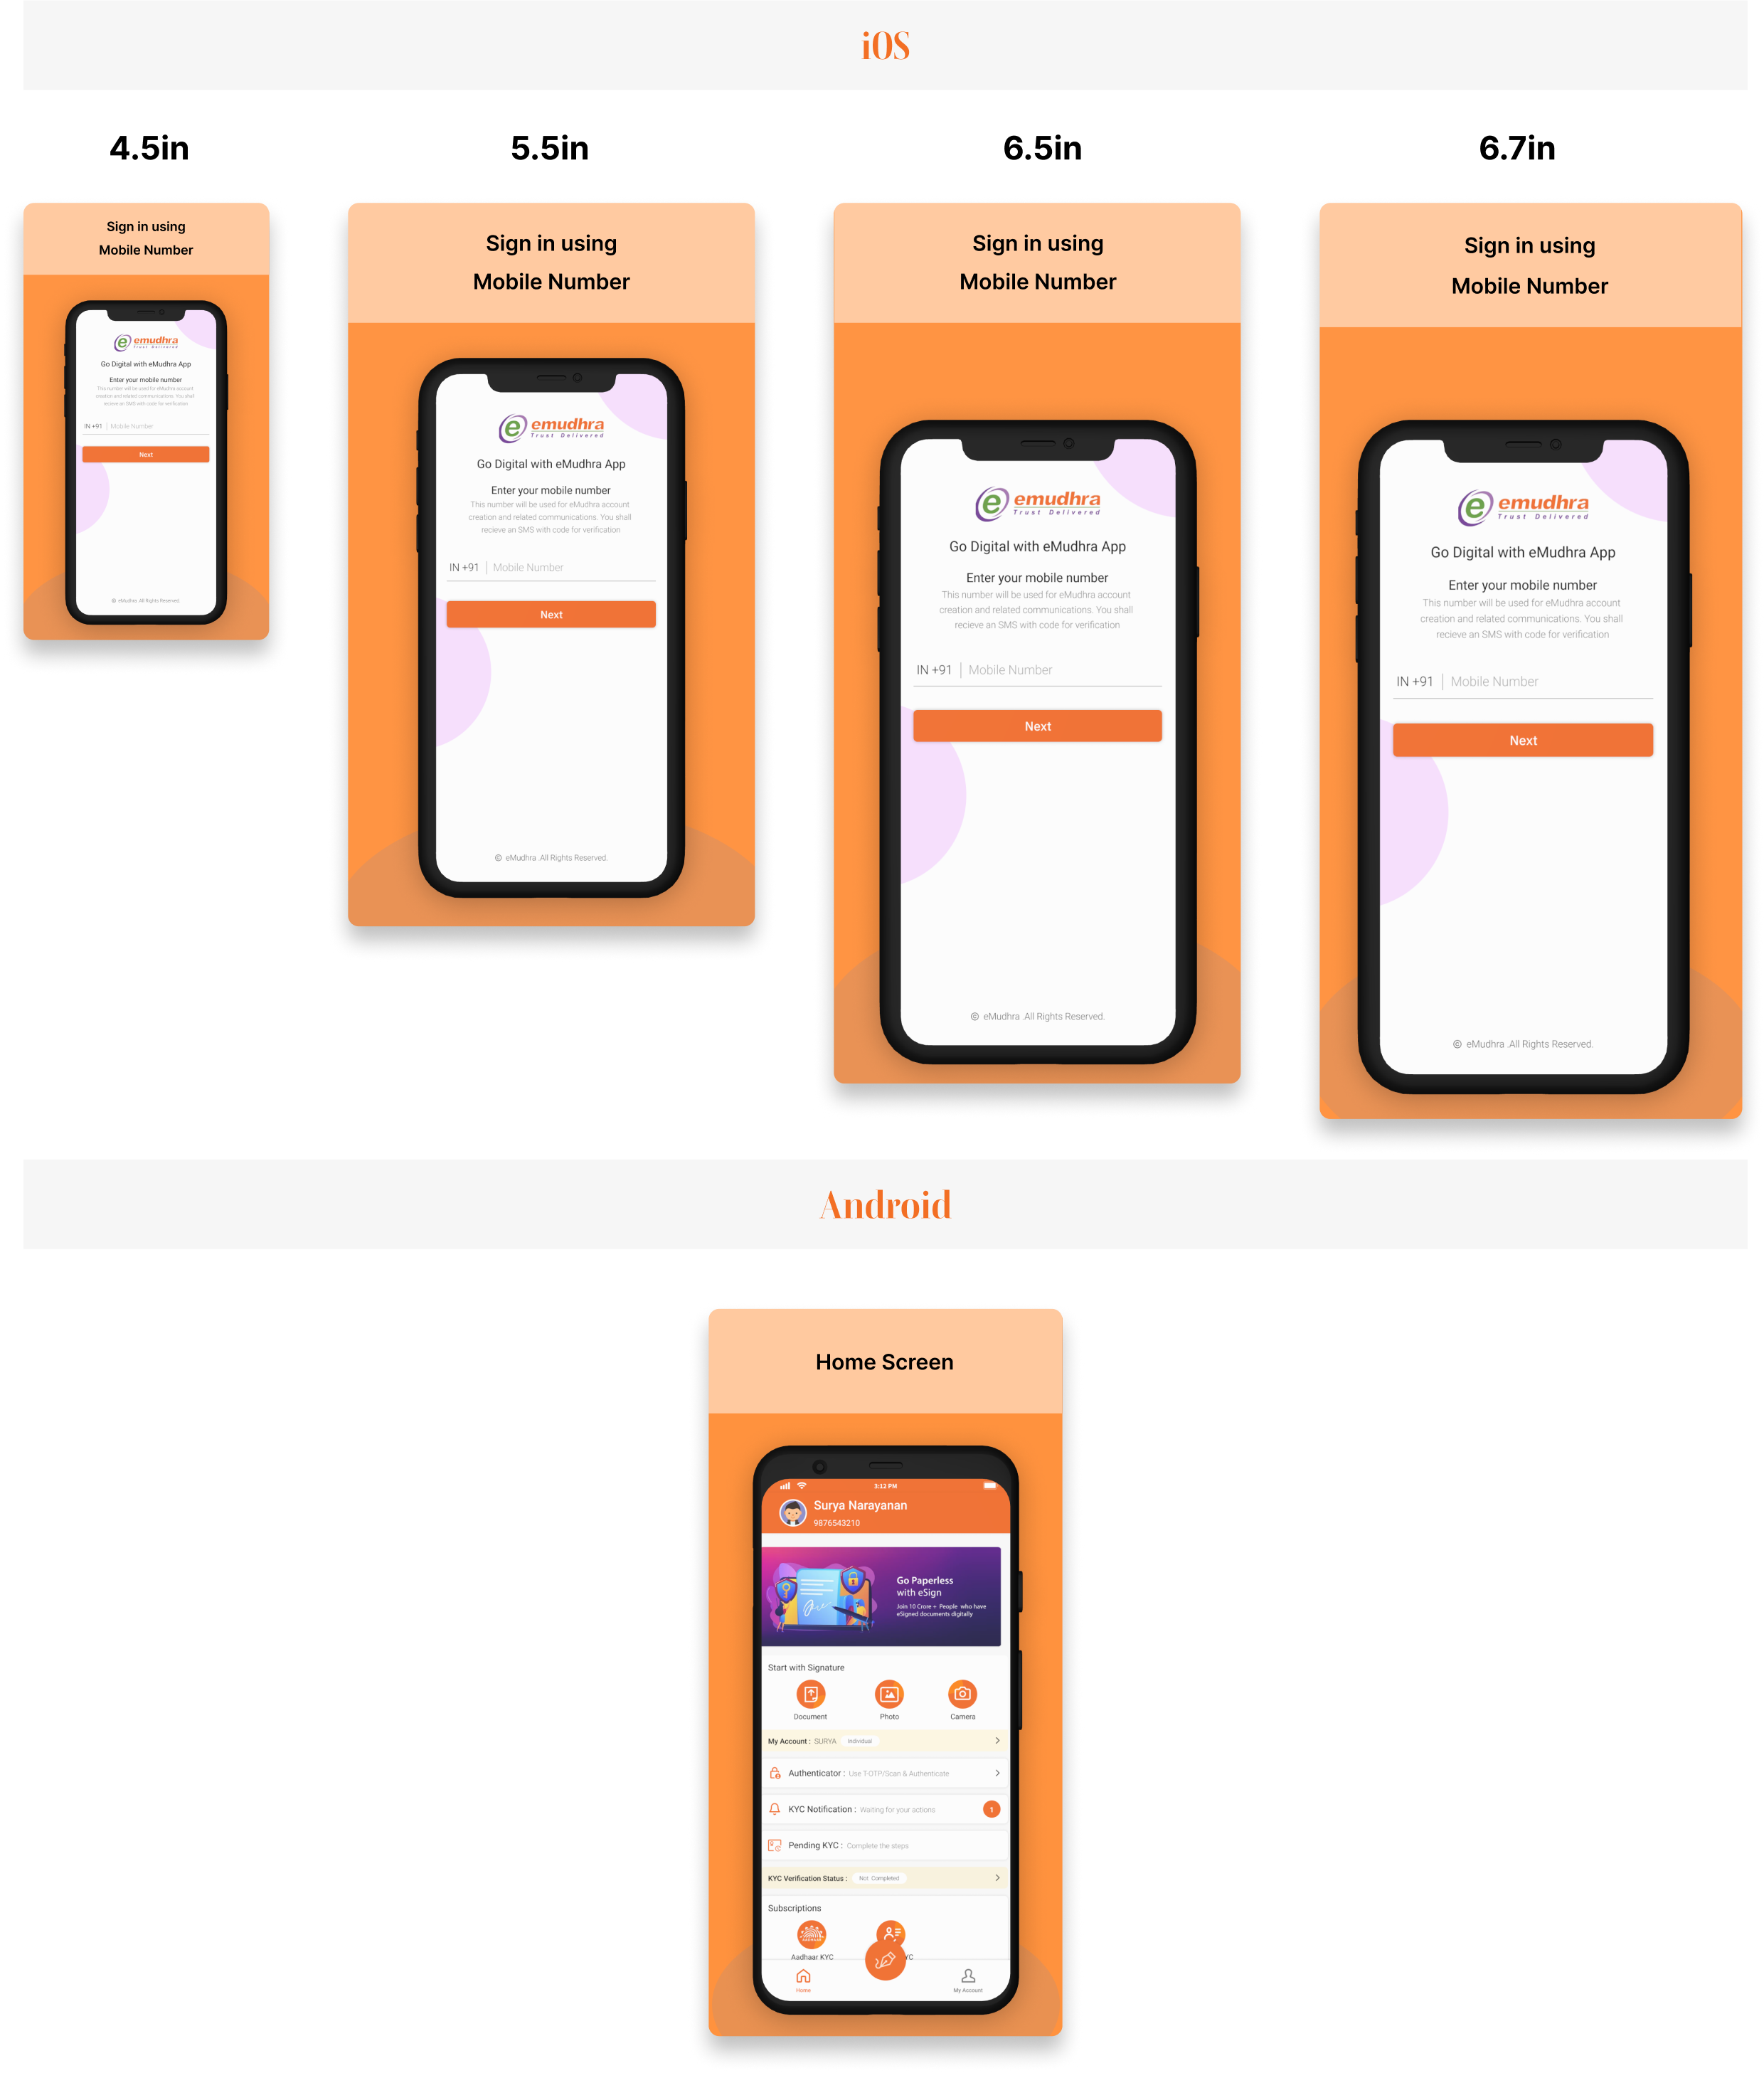 iOS
4.5in
5.5in
6.5in
6.7in
Sign in using
Mobile Number
emudhra
Trust Delivered
Go Digital with eMudhra App
Enter your mobile number
This number will be used for eMudhra account
creation and related communications. You shall
recieve an SMS with code for verification
IN +91 Mobile Number
Next
© eMudhra .All Rights Reserved.
Sign in using
Mobile Number
emudhra
Trust Delivered
Go Digital with eMudhra App
Enter your mobile number
This number will be used for eMudhra account
creation and related communications. You shall
recieve an SMS with code for verification
IN +91 Mobile Number
Next
© eMudhra .All Rights Reserved.
Sign in using
Mobile Number
emudhra
Trust Delivered
Go Digital with eMudhra App
Enter your mobile number
This number will be used for eMudhra account
creation and related communications. You shall
recieve an SMS with code for verification
IN +91 Mobile Number
Next
© eMudhra .All Rights Reserved.
Sign in using
Mobile Number
emudhra
Trust Delivered
Go Digital with eMudhra App
Enter your mobile number
This number will be used for eMudhra account
creation and related communications. You shall
recieve an SMS with code for verification
IN +91 Mobile Number
Next
© eMudhra .All Rights Reserved.
Android
Home Screen
3:12 PM
Surya Narayanan
9876543210
Go Paperless
with eSign
Join 10 Crore + People who have
eSigned documents digitally
Start with Signature
Document Photo Camera
My Account : SURYA Individual
Authenticator : Use T-OTP/Scan & Authenticate
KYC Notification : Waiting for your actions 1
Pending KYC : Complete the steps
KYC Verification Status : Not Completed
Subscriptions
Aadhaar KYC YC
Home My Account